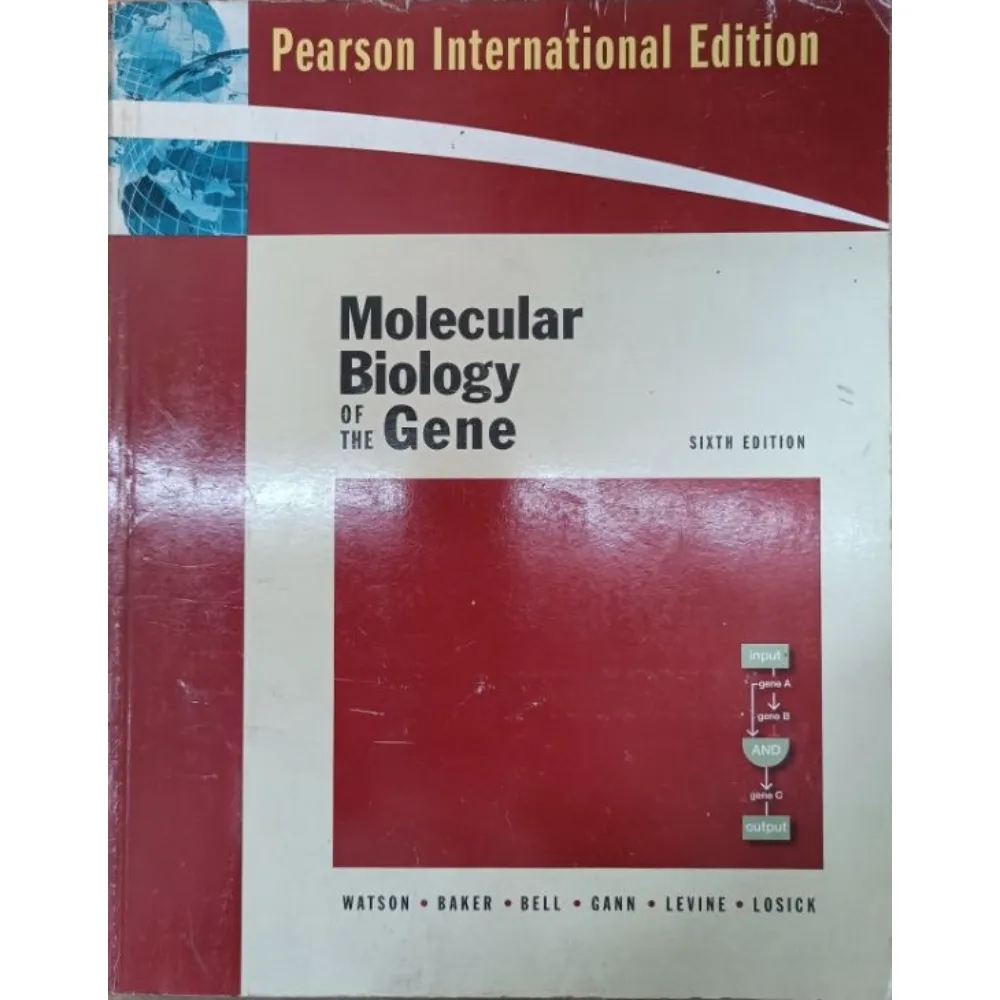 Pearson International Edition
Molecular
Biology
OF
THE Gene
SIXTH EDITION
input
gene A
gene B
AND
gene C
output
WATSON • BAKER • BELL • GANN • LEVINE • LOSICK